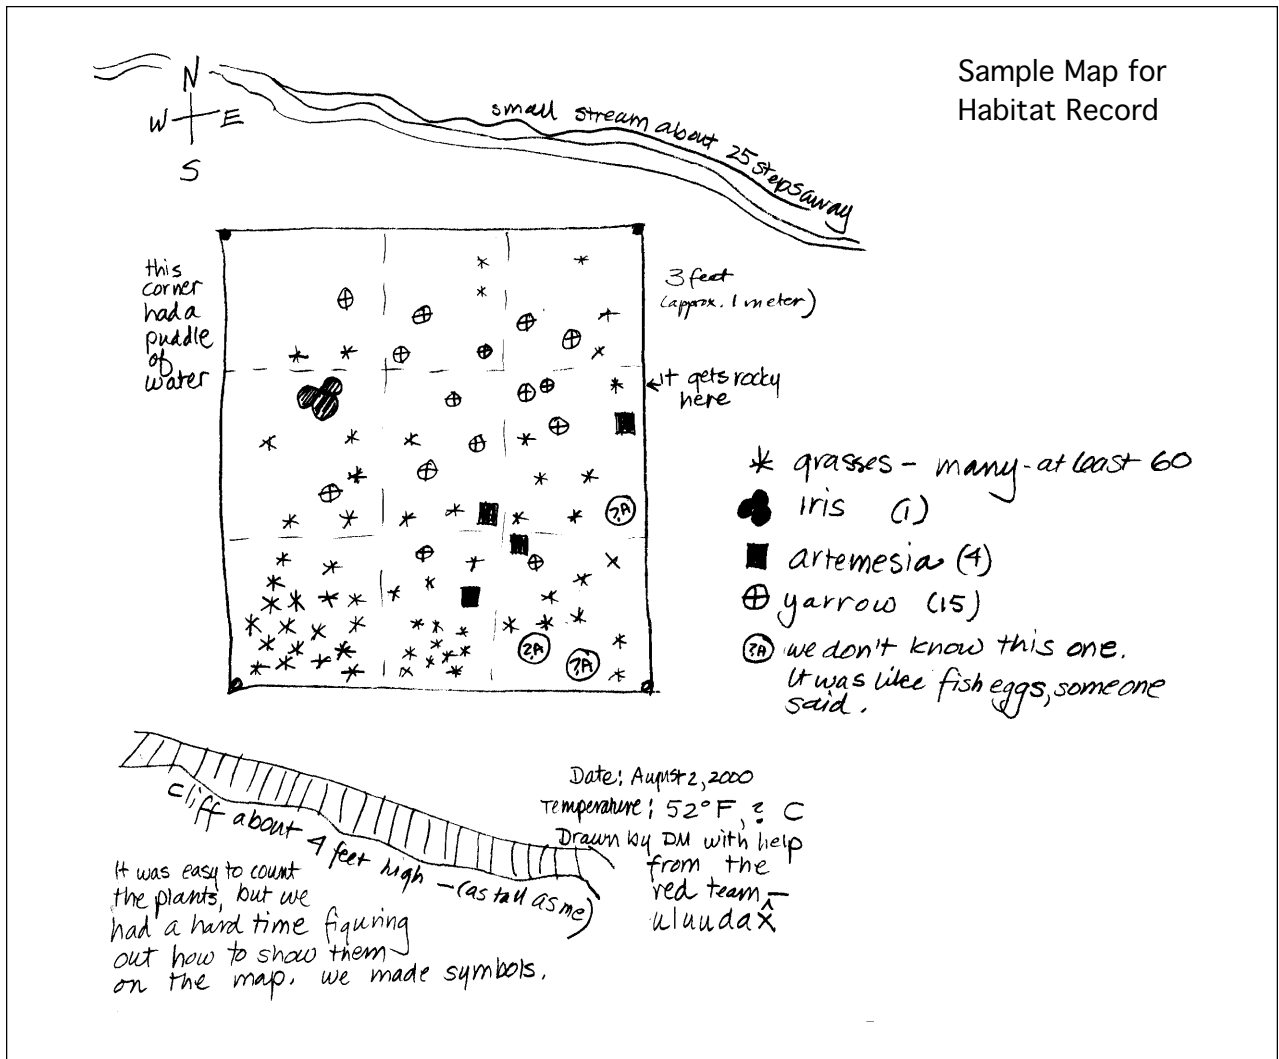 Sample Map for
Habitat Record
N
W E
S
small stream about 25 steps away
this
corner
had a
puddle
of
water
3 feet
(approx. 1 meter)
It gets rocky
here
?A
?A
?A
grasses - many - at least 60
Iris (1)
artemesia (4)
yarrow (15)
?A we don't know this one.
It was like fish eggs, someone
said.
cliff about 4 feet high - (as tall as me)
Date: August 2, 2000
Temperature: 52°F, ? C
Drawn by DM with help
from the
red team -
uluudax̂
It was easy to count
the plants, but we
had a hard time figuring
out how to show them
on the map. we made symbols.